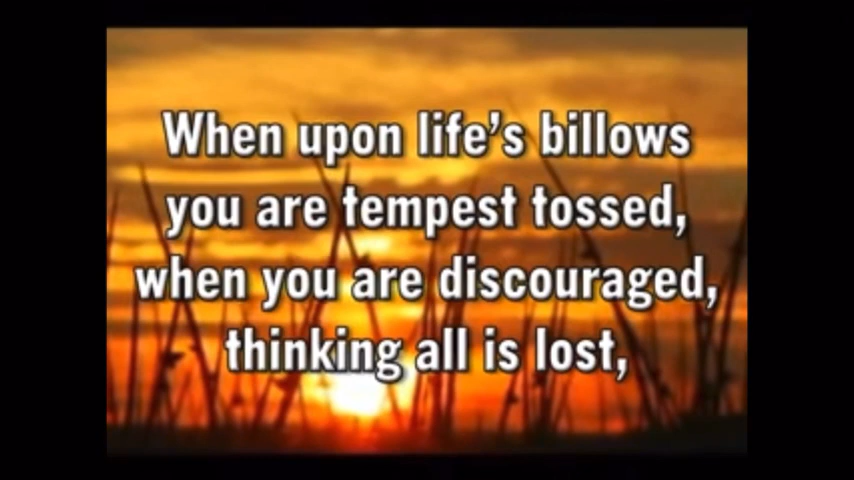 When upon life’s billows
you are tempest tossed,
when you are discouraged,
thinking all is lost,